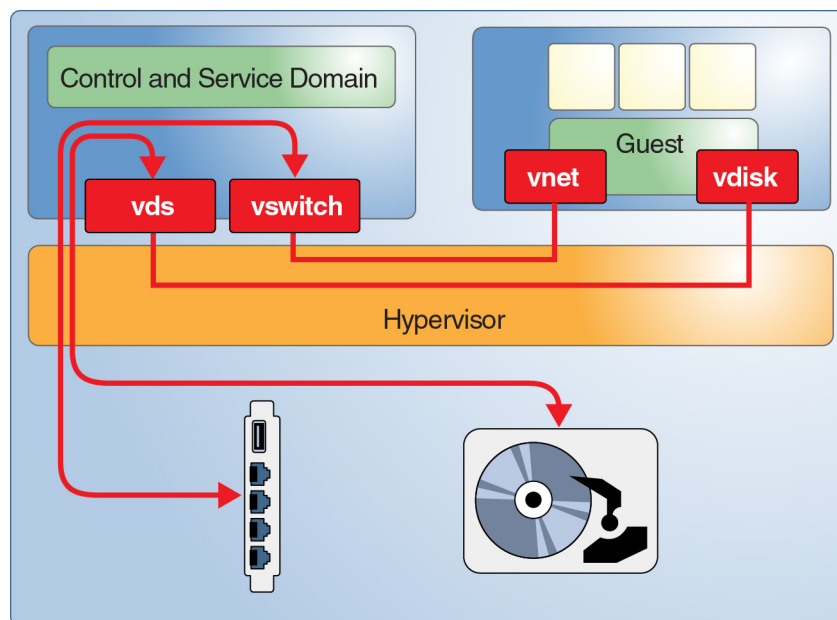 Control and Service Domain
Guest
vds
vswitch
vnet
vdisk
Hypervisor